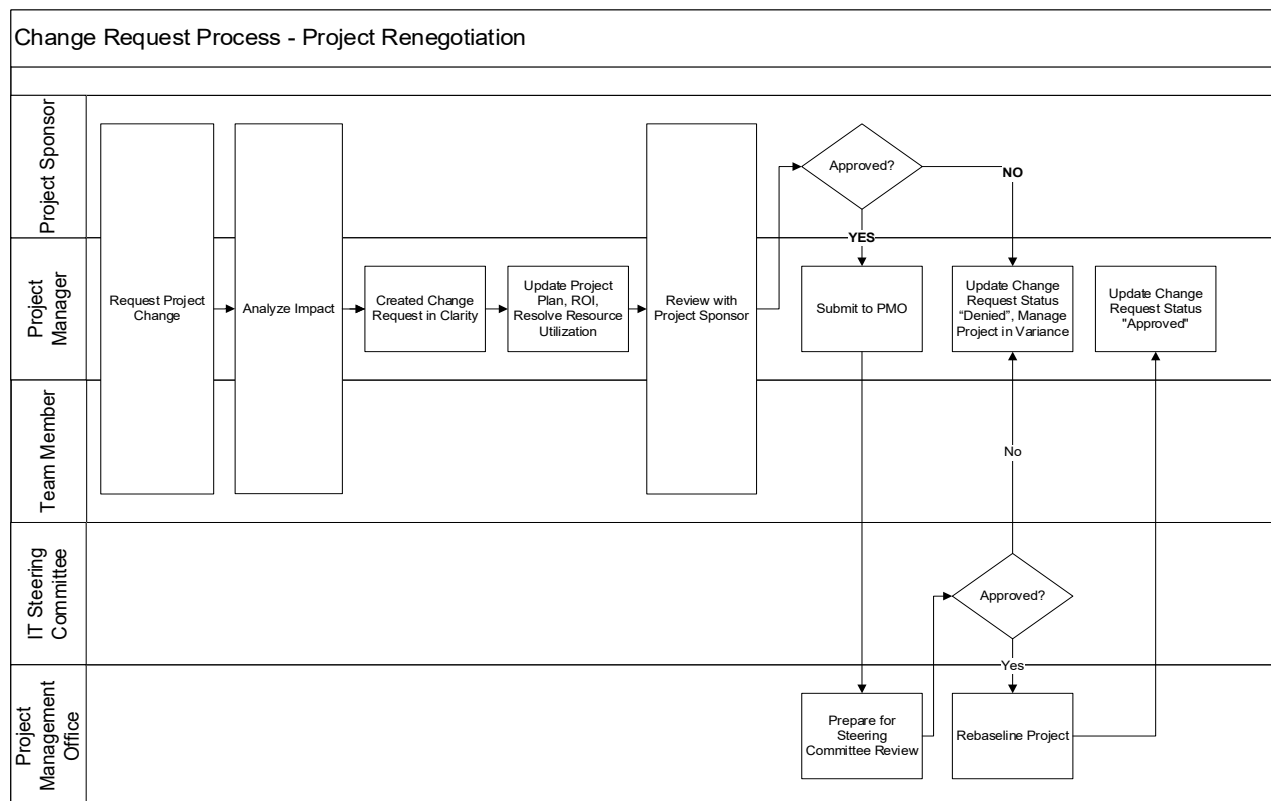 Change Request Process - Project Renegotiation
Project Sponsor
Approved?
NO
YES
Project
Manager
Request Project
Change
Analyze Impact
Created Change
Request in Clarity
Update Project
Plan, ROI,
Resolve Resource
Utilization
Review with
Project Sponsor
Submit to PMO
Update Change
Request Status
“Denied”, Manage
Project in Variance
Update Change
Request Status
"Approved"
Team Member
No
IT Steering
Committee
Approved?
Yes
Project
Management
Office
Prepare for
Steering
Committee Review
Rebaseline Project